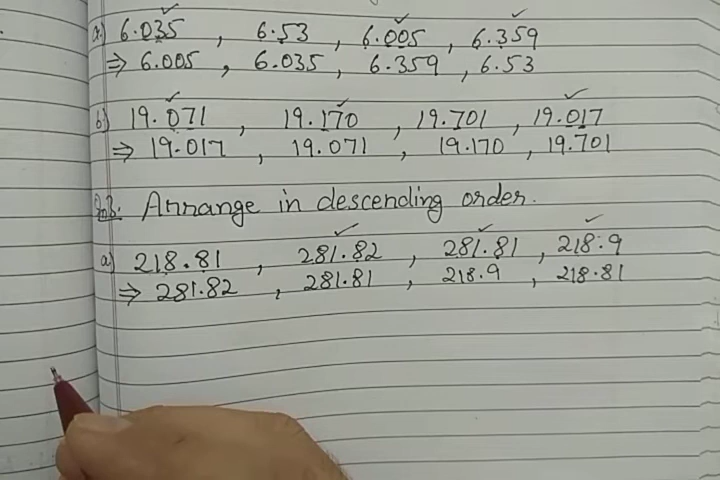 a) 6.035 , 6.53 , 6.005 , 6.359
⇒ 6.005 , 6.035 , 6.359 , 6.53
b) 19.071 , 19.170 , 19.701 , 19.017
⇒ 19.017 , 19.071 , 19.170 , 19.701
Qn3. Arrange in descending order.
a) 218.81 , 281.82 , 281.81 , 218.9
⇒ 281.82 , 281.81 , 218.9 , 218.81